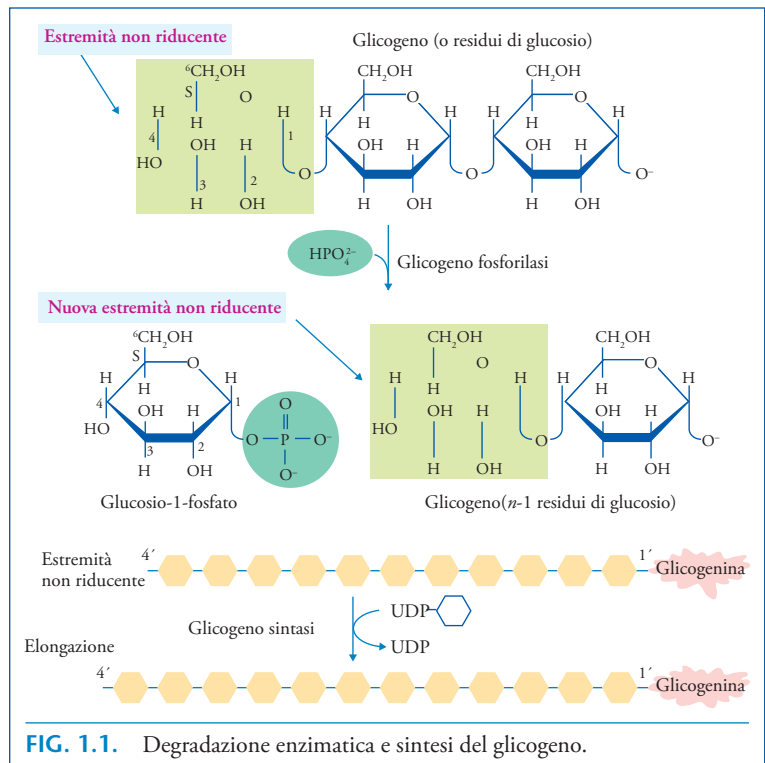 Estremità non riducente
Glicogeno (o residui di glucosio)
⁶CH₂OH CH₂OH CH₂OH
S O O O
H H H H H
H H H
4 OH H 1 OH H OH H
HO O O O⁻
3 2
H OH H OH H OH
HPO₄²⁻
Glicogeno fosforilasi
Nuova estremità non riducente
⁶CH₂OH CH₂OH CH₂OH
S O O O
H H H H H
H H H
4 OH H 1 OH H OH H
O
HO O P O⁻ HO O O⁻
3 2
H OH O⁻ H OH H OH
Glucosio-1-fosfato
Glicogeno(n-1 residui di glucosio)
Estremità 4´ 1´
non riducente Glicogenina
Glicogeno sintasi UDP
UDP
Elongazione
4´ 1´
Glicogenina
FIG. 1.1. Degradazione enzimatica e sintesi del glicogeno.